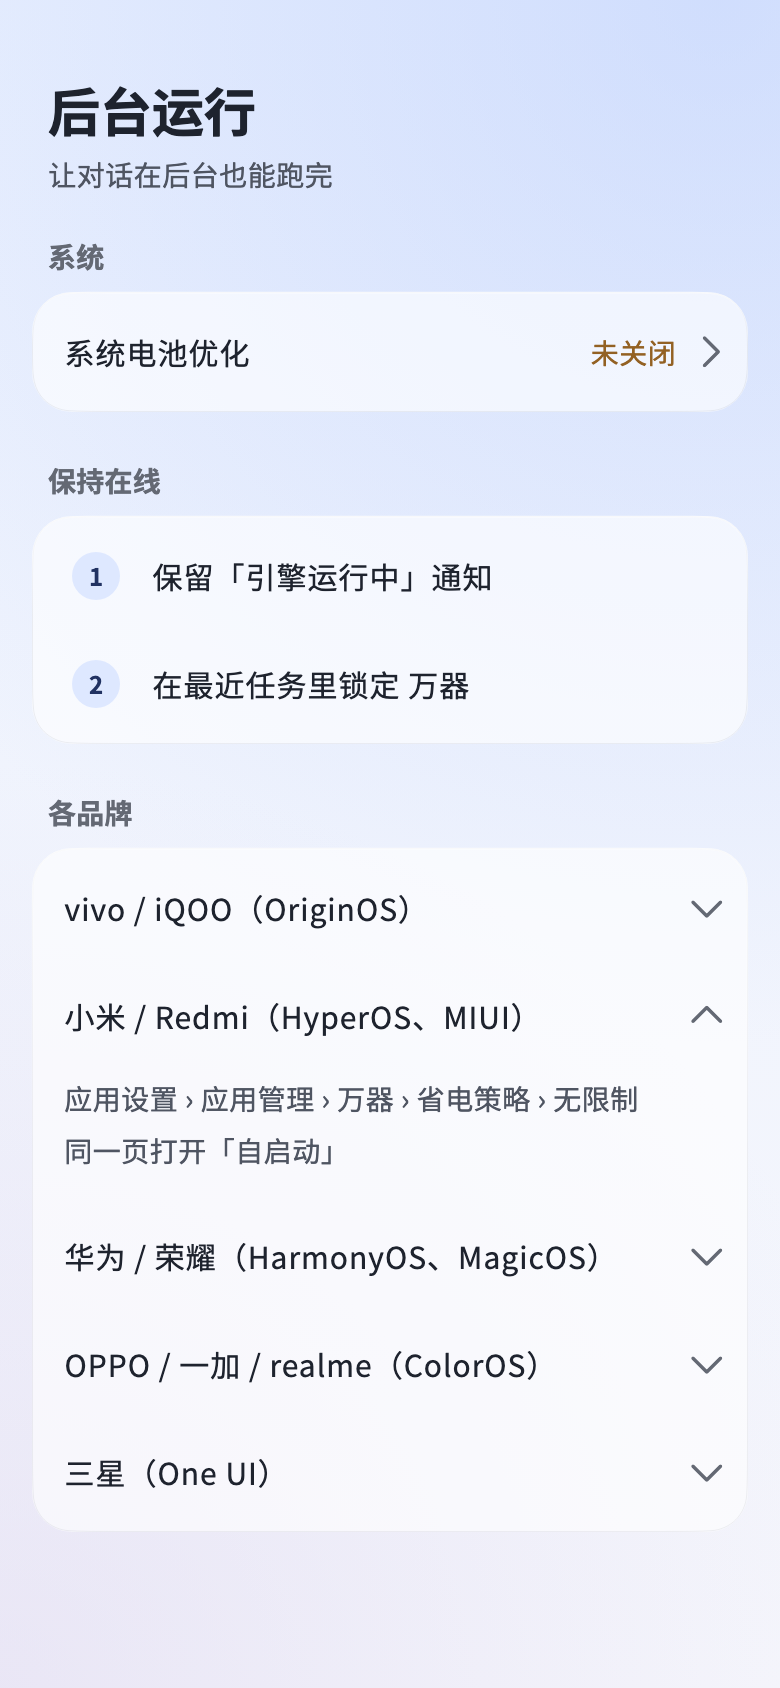 后台运行
让对话在后台也能跑完
系统
系统电池优化 未关闭
保持在线
1 保留「引擎运行中」通知
2 在最近任务里锁定 万器
各品牌
vivo / iQOO（OriginOS）
小米 / Redmi（HyperOS、MIUI）
应用设置 › 应用管理 › 万器 › 省电策略 › 无限制
同一页打开「自启动」
华为 / 荣耀（HarmonyOS、MagicOS）
OPPO / 一加 / realme（ColorOS）
三星（One UI）